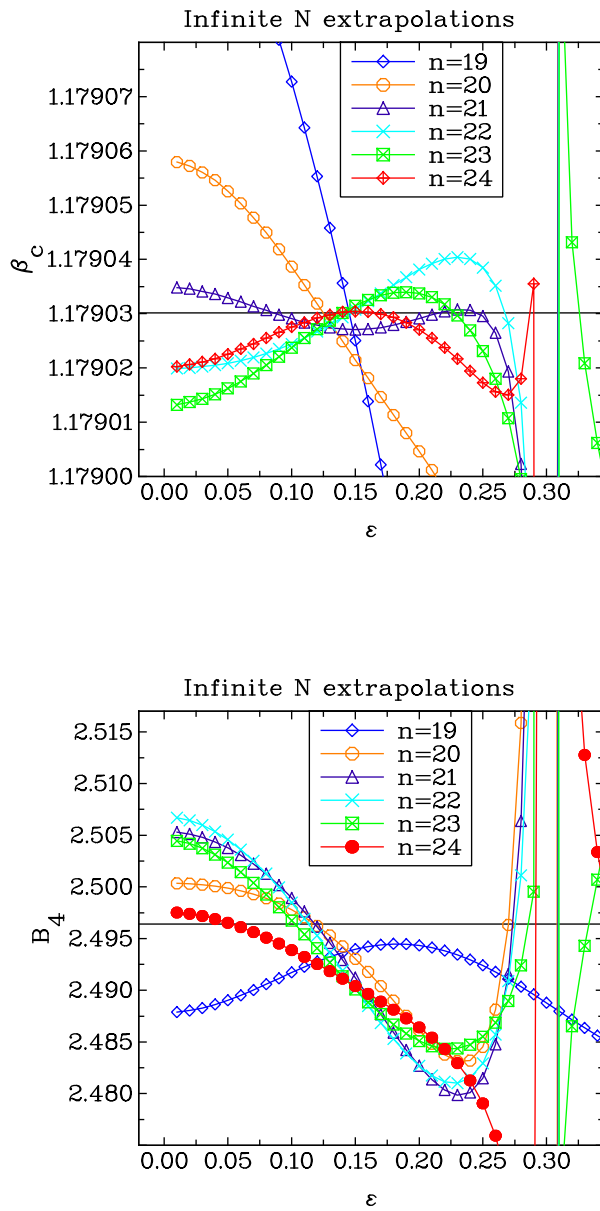 Infinite N extrapolations
n=19
n=20
n=21
n=22
n=23
n=24
1.17907
1.17906
1.17905
1.17904
1.17903
1.17902
1.17901
1.17900
β_c
0.00 0.05 0.10 0.15 0.20 0.25 0.30
ε
Infinite N extrapolations
n=19
n=20
n=21
n=22
n=23
n=24
2.515
2.510
2.505
2.500
2.495
2.490
2.485
2.480
B_4
0.00 0.05 0.10 0.15 0.20 0.25 0.30
ε